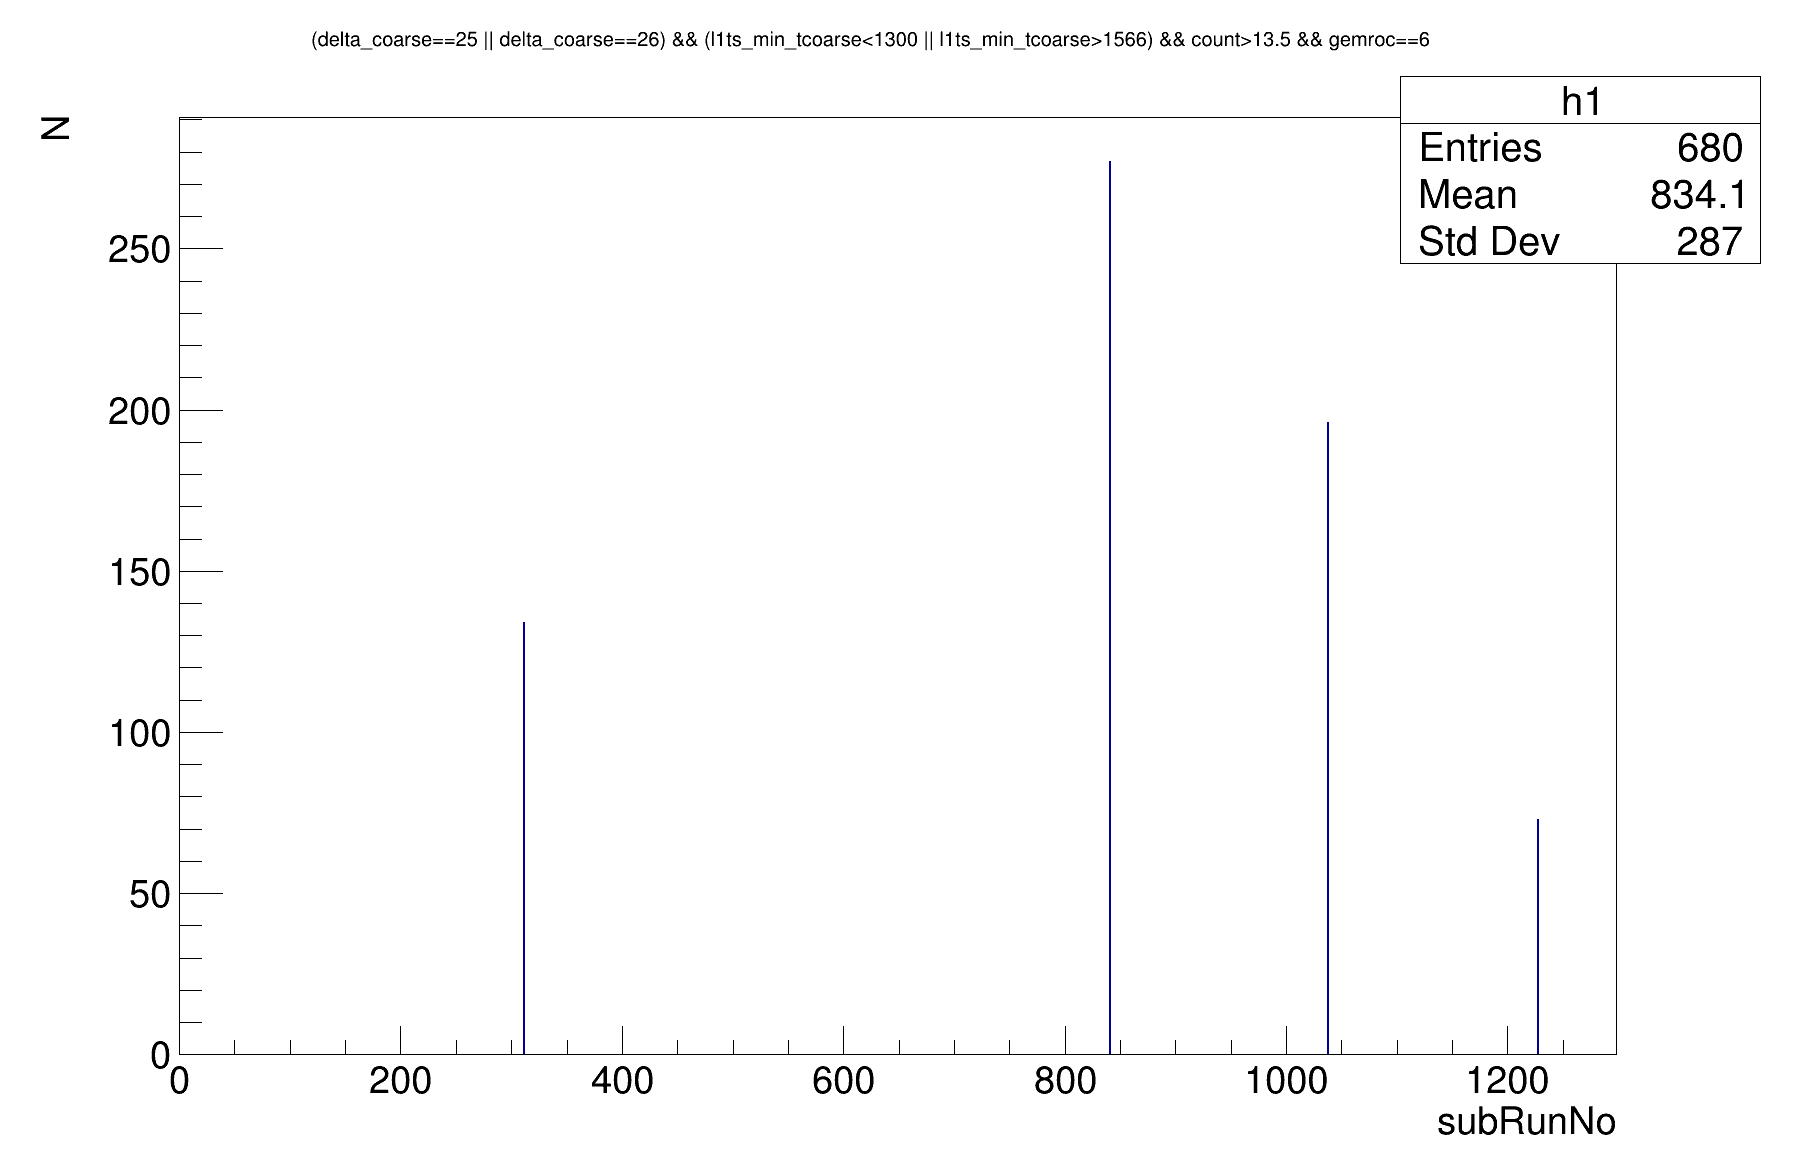 (delta_coarse==25 || delta_coarse==26) && (l1ts_min_tcoarse<1300 || l1ts_min_tcoarse>1566) && count>13.5 && gemroc==6
h1
Entries 680
Mean 834.1
Std Dev 287
N
250
200
150
100
50
0
0 200 400 600 800 1000 1200
subRunNo